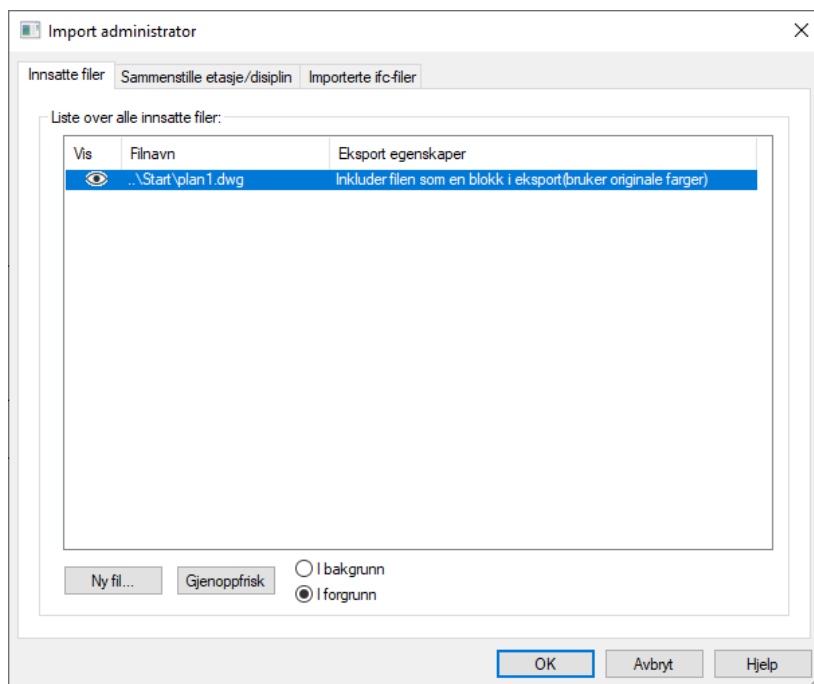 Import administrator
Innsatte filer Sammenstille etasje/disiplin Importerte ifc-filer
Liste over alle innsatte filer:
Vis Filnavn Eksport egenskaper
..\Start\plan1.dwg Inkluder filen som en blokk i eksport(bruker originale farger)
Ny fil... Gjenoppfrisk
I bakgrunn
I forgrunn
OK Avbryt Hjelp